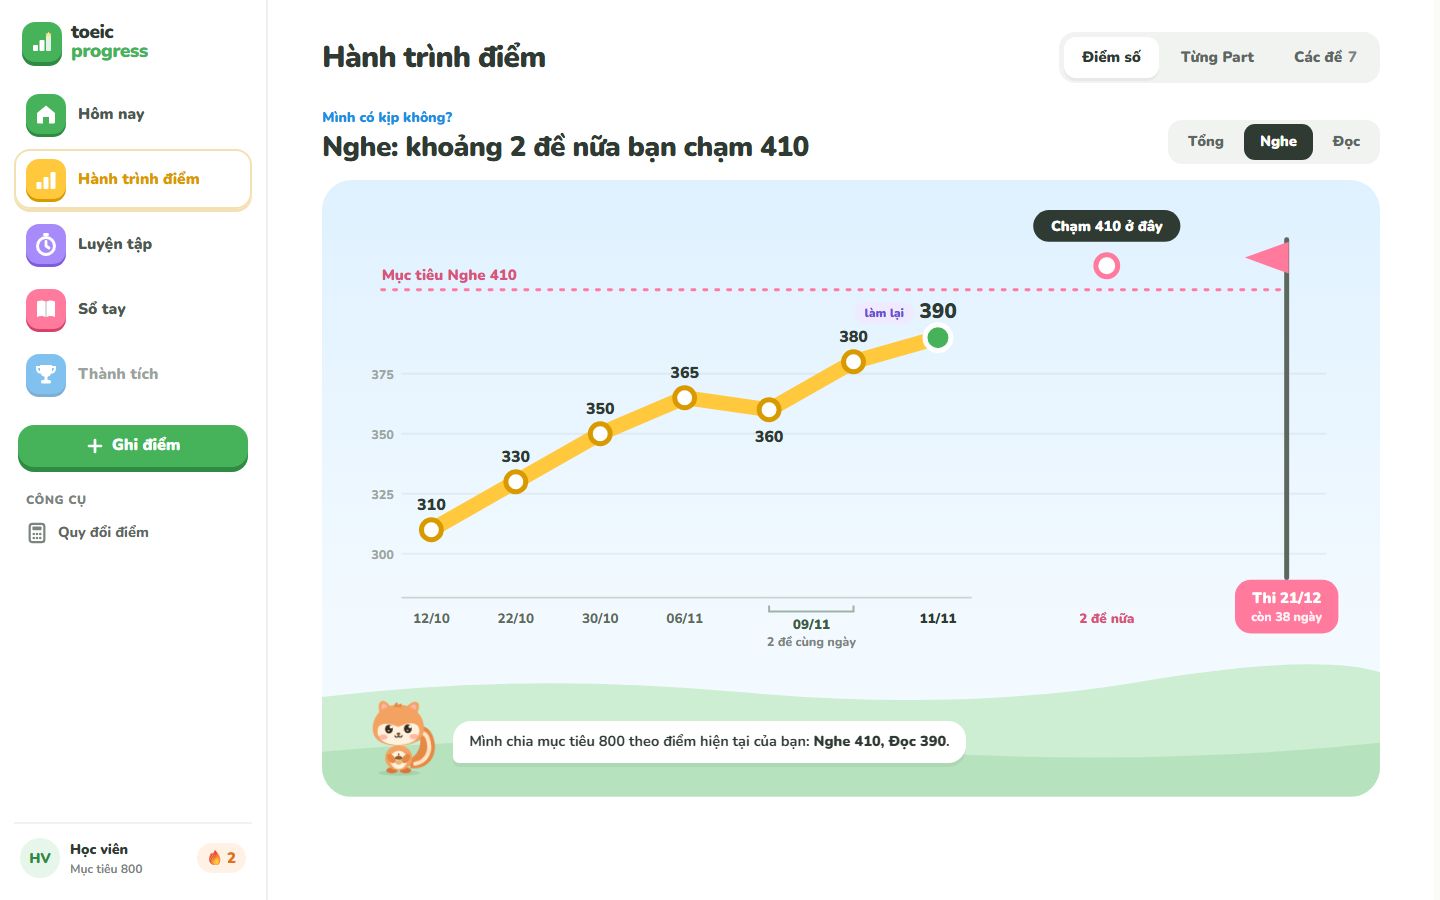 toeic
progress
Hôm nay
Hành trình điểm
Luyện tập
Sổ tay
Thành tích
+ Ghi điểm
CÔNG CỤ
Quy đổi điểm
HV
Học viên
Mục tiêu 800
2
Hành trình điểm
Điểm số
Từng Part
Các đề 7
Mình có kịp không?
Nghe: khoảng 2 đề nữa bạn chạm 410
Tổng
Nghe
Đọc
Chạm 410 ở đây
Mục tiêu Nghe 410
làm lại
390
380
365
350
360
330
310
375
350
325
300
12/10
22/10
30/10
06/11
09/11
2 đề cùng ngày
11/11
2 đề nữa
Thi 21/12
còn 38 ngày
Mình chia mục tiêu 800 theo điểm hiện tại của bạn: Nghe 410, Đọc 390.